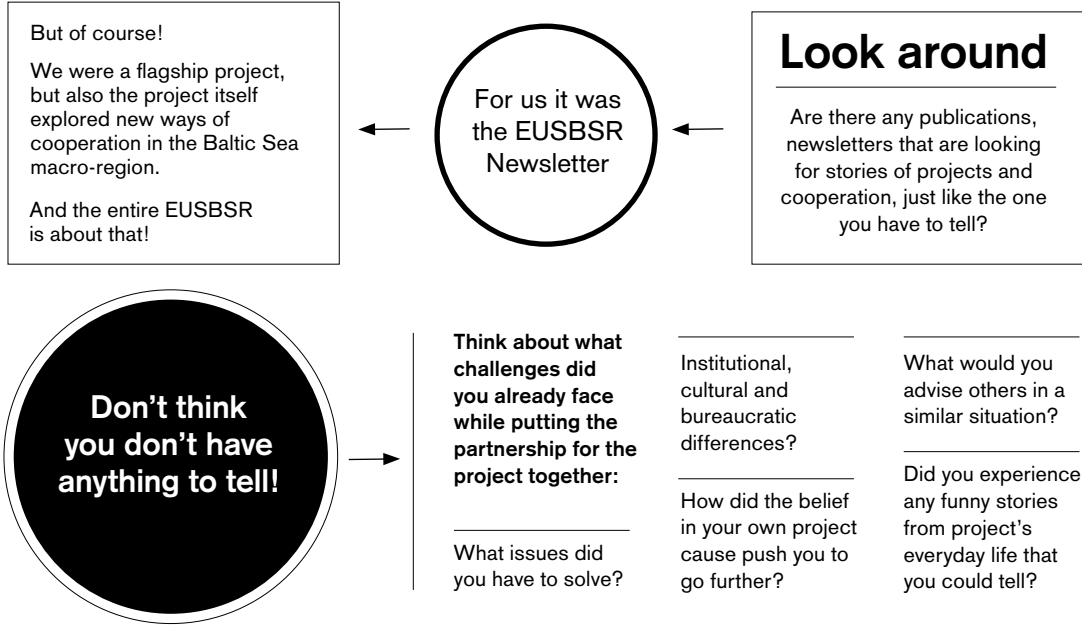 Look around
Are there any publications,
newsletters that are looking
for stories of projects and
cooperation, just like the one
you have to tell?
For us it was
the EUSBSR
Newsletter
But of course!
We were a flagship project,
but also the project itself
explored new ways of
cooperation in the Baltic Sea
macro-region.
And the entire EUSBSR
is about that!
Don't think
you don't have
anything to tell!
Think about what
challenges did
you already face
while putting the
partnership for the
project together:
What issues did
you have to solve?
Institutional,
cultural and
bureaucratic
differences?
How did the belief
in your own project
cause push you to
go further?
What would you
advise others in a
similar situation?
Did you experience
any funny stories
from project's
everyday life that
you could tell?